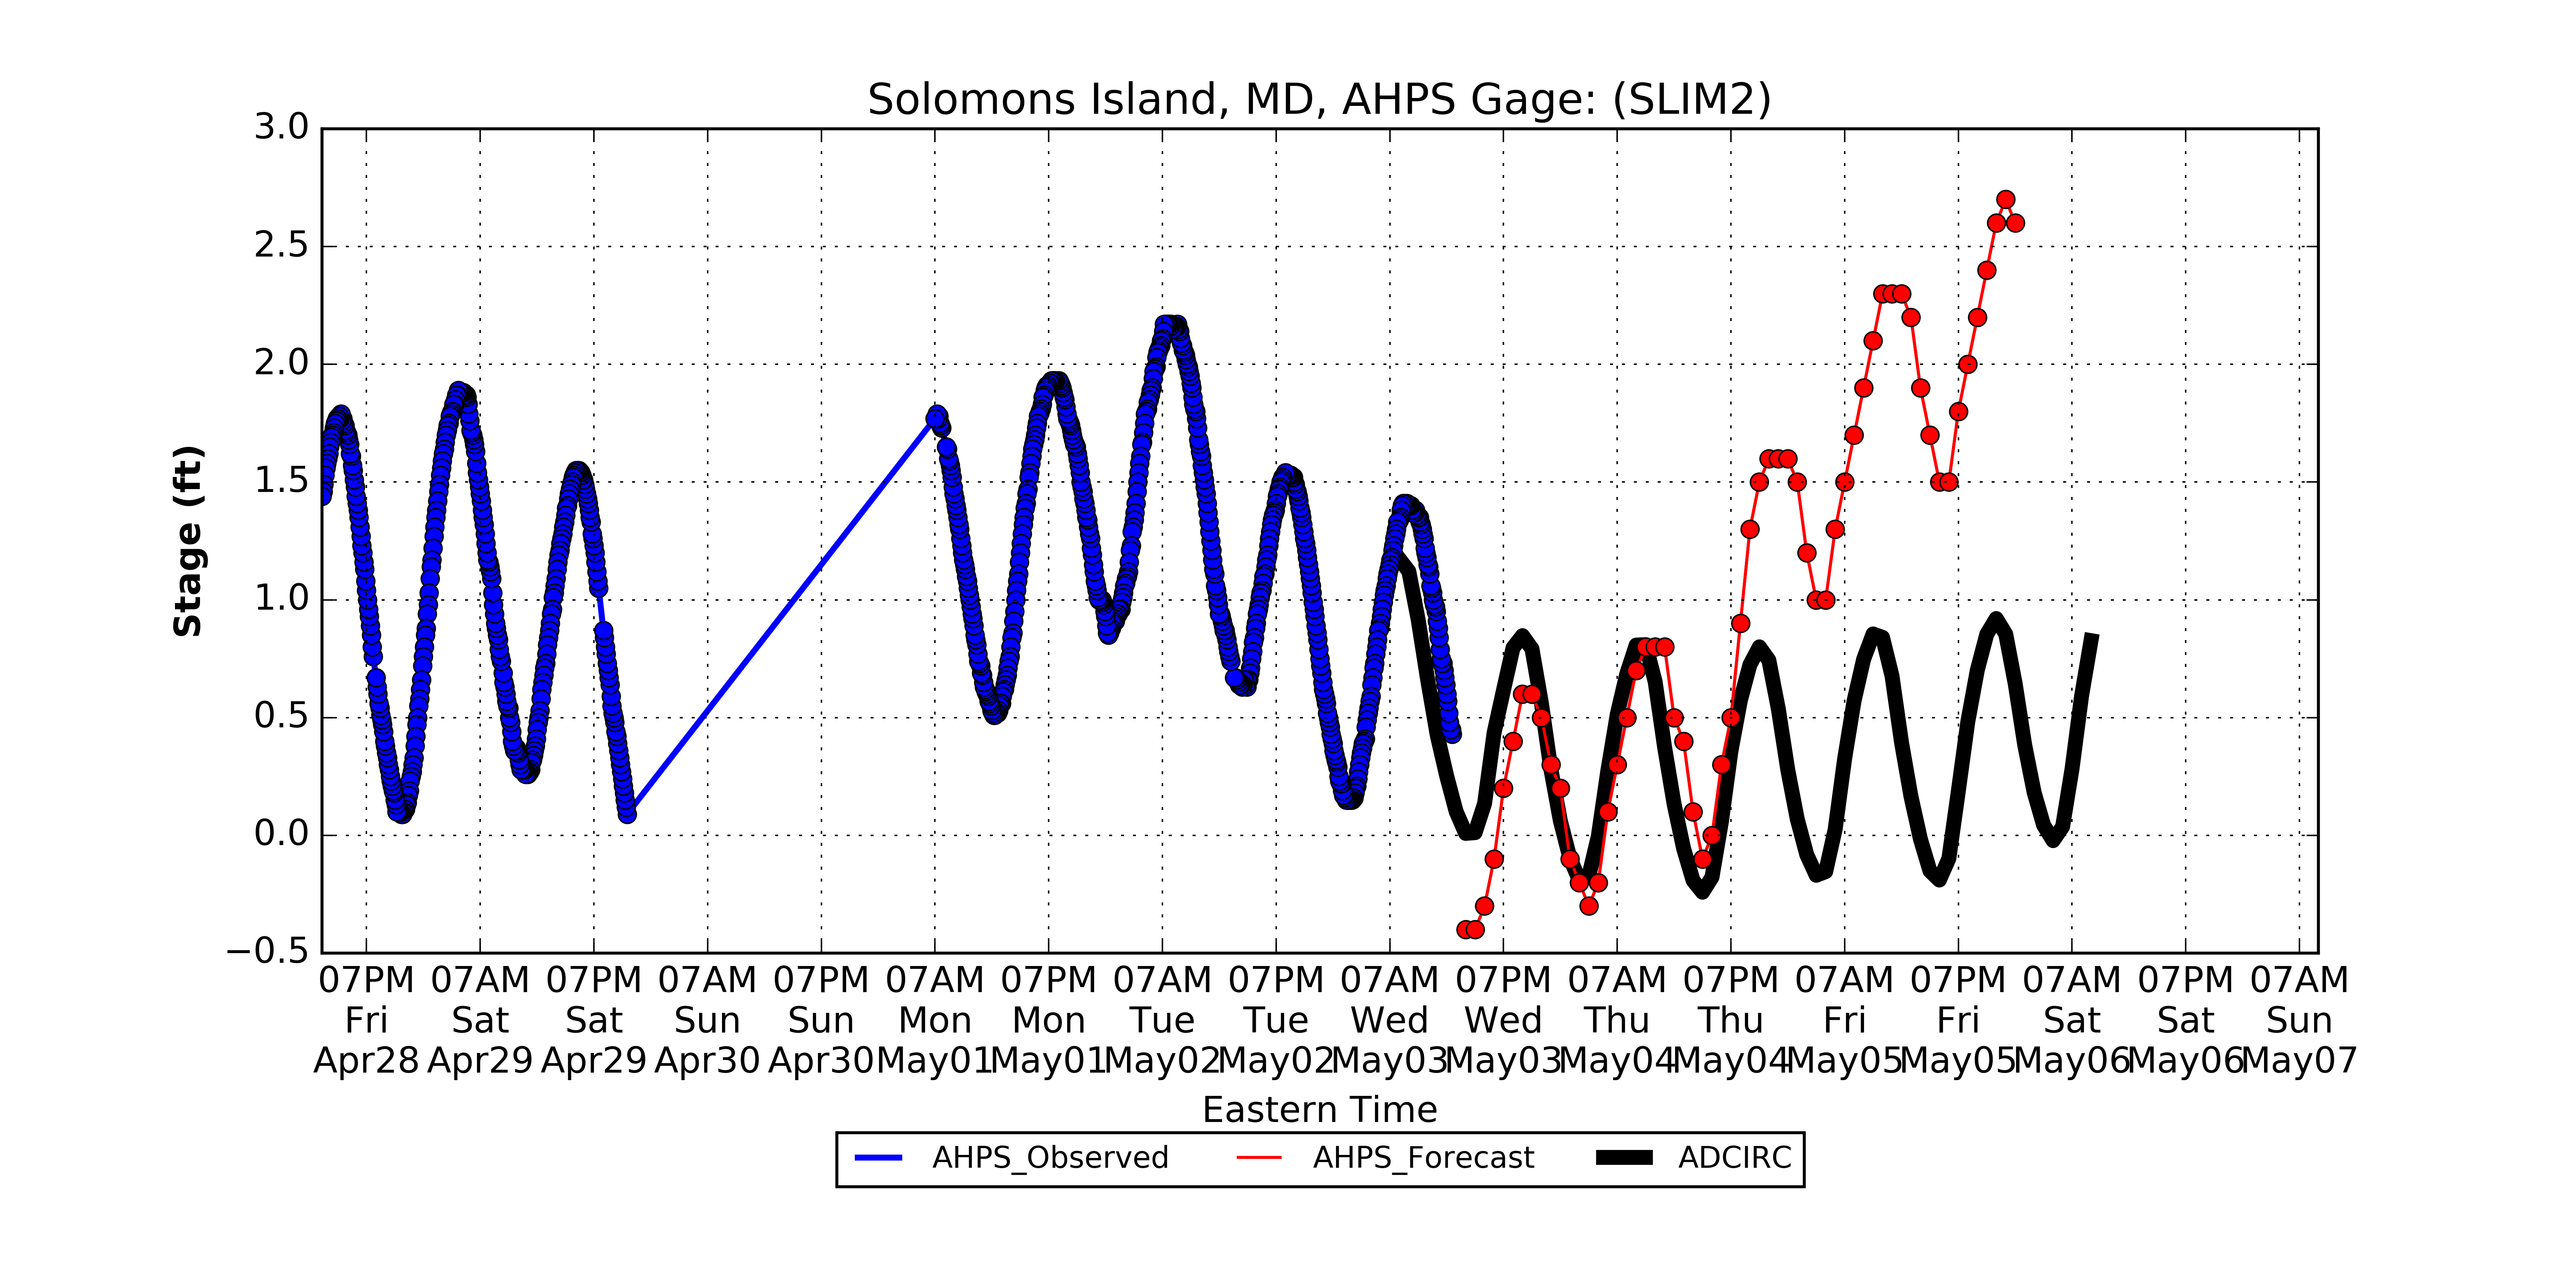 Solomons Island, MD, AHPS Gage: (SLIM2)
3.0
2.5
2.0
1.5
1.0
0.5
0.0
−0.5
Stage (ft)
07PM 07AM 07PM 07AM 07PM 07AM 07PM 07AM 07PM 07AM 07PM 07AM 07PM 07AM 07PM 07AM 07PM 07AM
Fri Sat Sat Sun Sun Mon Mon Tue Tue Wed Wed Thu Thu Fri Fri Sat Sat Sun
Apr28 Apr29 Apr29 Apr30 Apr30 May01 May01 May02 May02 May03 May03 May04 May04 May05 May05 May06 May06 May07
Eastern Time
AHPS_Observed AHPS_Forecast ADCIRC